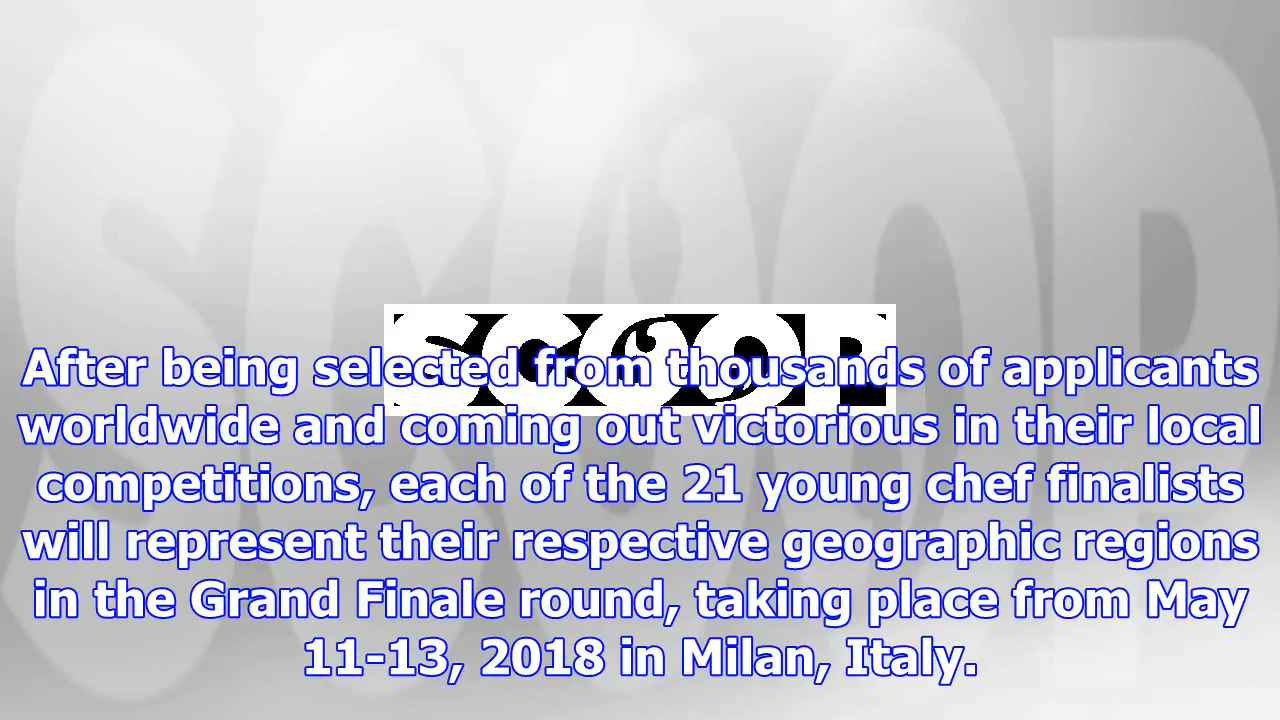 SCOOP
SCOOP
After being selected from thousands of applicants
worldwide and coming out victorious in their local
competitions, each of the 21 young chef finalists
will represent their respective geographic regions
in the Grand Finale round, taking place from May
11-13, 2018 in Milan, Italy.